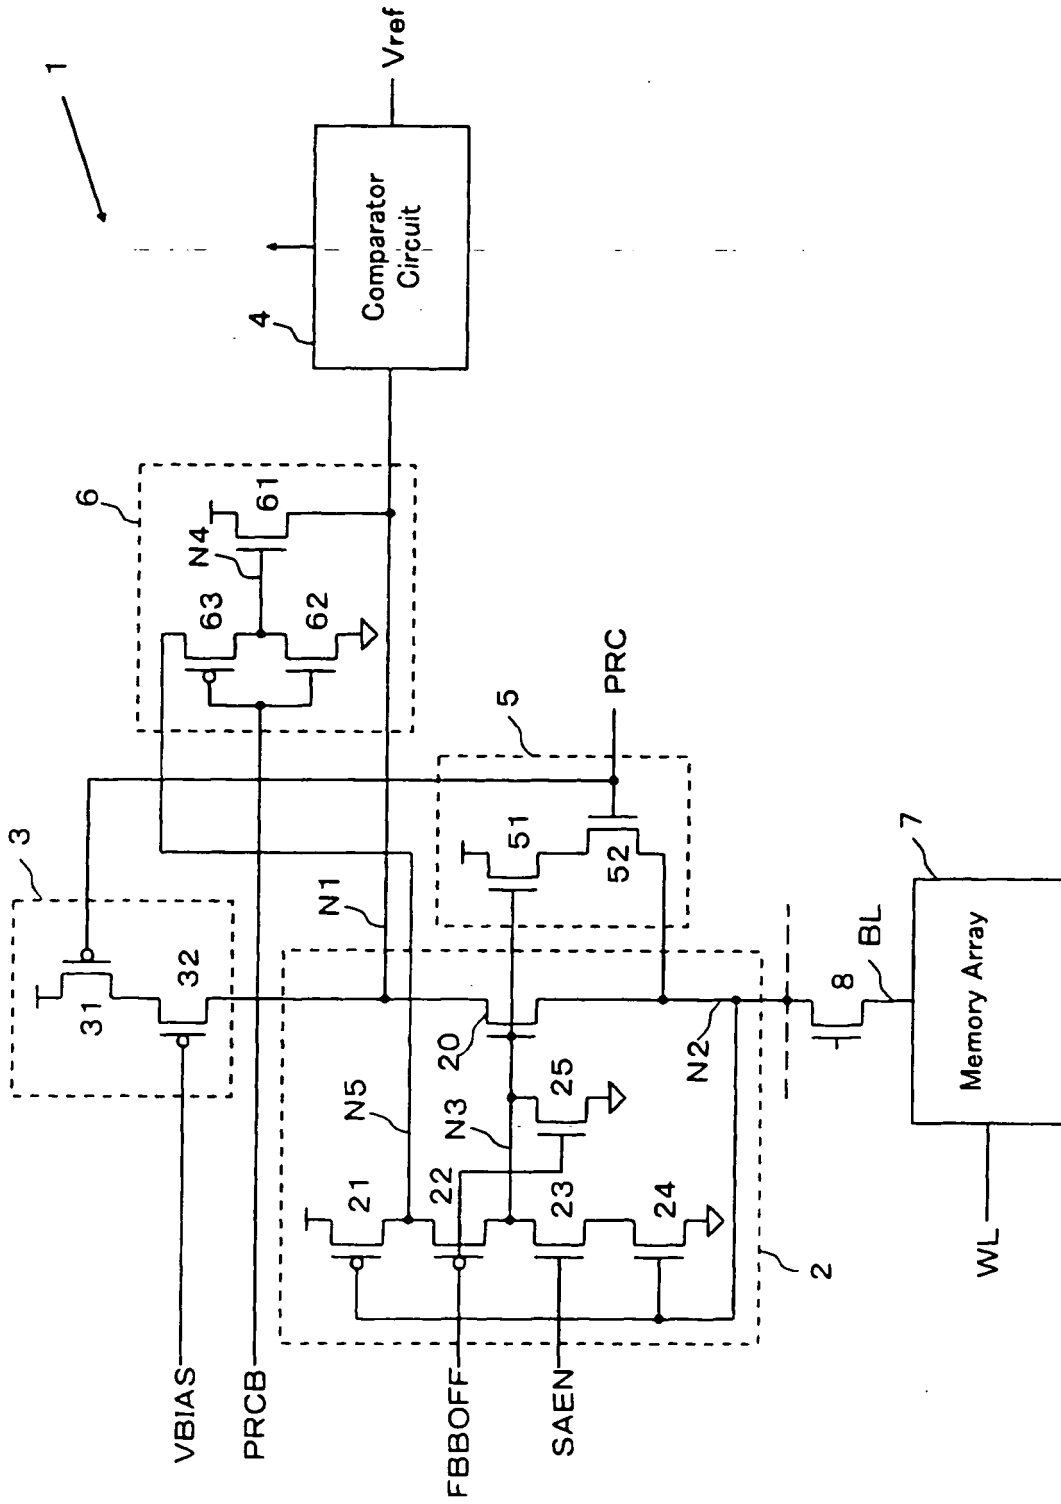 1
Vref
Comparator
Circuit
4
6
61
N4
63
62
PRC
5
3
N1
51
52
7
32
31
20
N2
8
BL
Memory Array
N5
N3
25
21
22
23
24
2
WL
VBIAS
PRCB
FBBOFF
SAEN